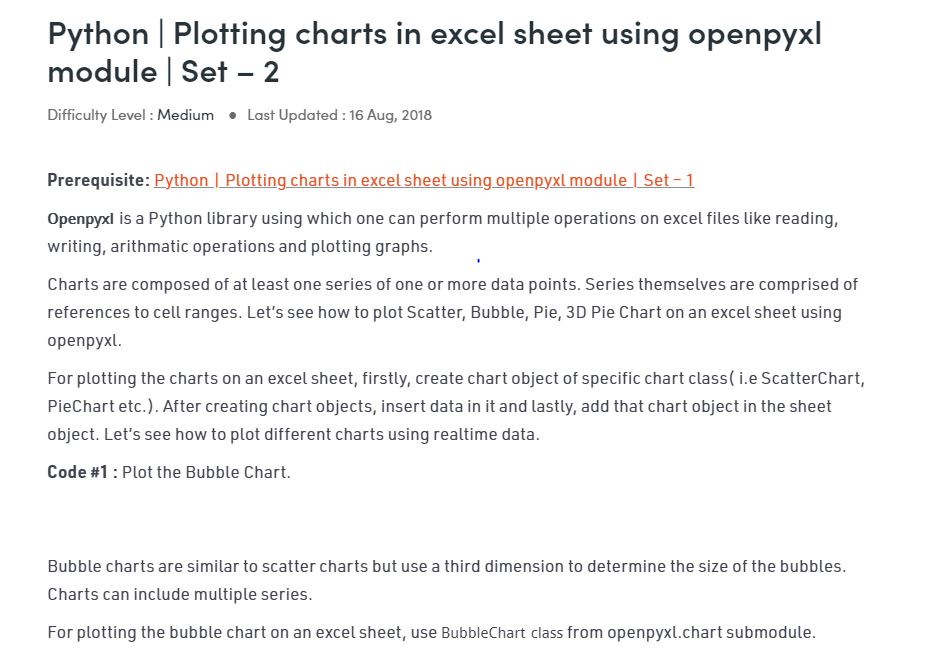 Python | Plotting charts in excel sheet using openpyxl
module | Set – 2
Difficulty Level : Medium ● Last Updated : 16 Aug, 2018
Prerequisite: Python | Plotting charts in excel sheet using openpyxl module | Set – 1
Openpyxl is a Python library using which one can perform multiple operations on excel files like reading,
writing, arithmatic operations and plotting graphs.
Charts are composed of at least one series of one or more data points. Series themselves are comprised of
references to cell ranges. Let’s see how to plot Scatter, Bubble, Pie, 3D Pie Chart on an excel sheet using
openpyxl.
For plotting the charts on an excel sheet, firstly, create chart object of specific chart class( i.e ScatterChart,
PieChart etc.). After creating chart objects, insert data in it and lastly, add that chart object in the sheet
object. Let’s see how to plot different charts using realtime data.
Code #1 : Plot the Bubble Chart.
Bubble charts are similar to scatter charts but use a third dimension to determine the size of the bubbles.
Charts can include multiple series.
For plotting the bubble chart on an excel sheet, use BubbleChart class from openpyxl.chart submodule.